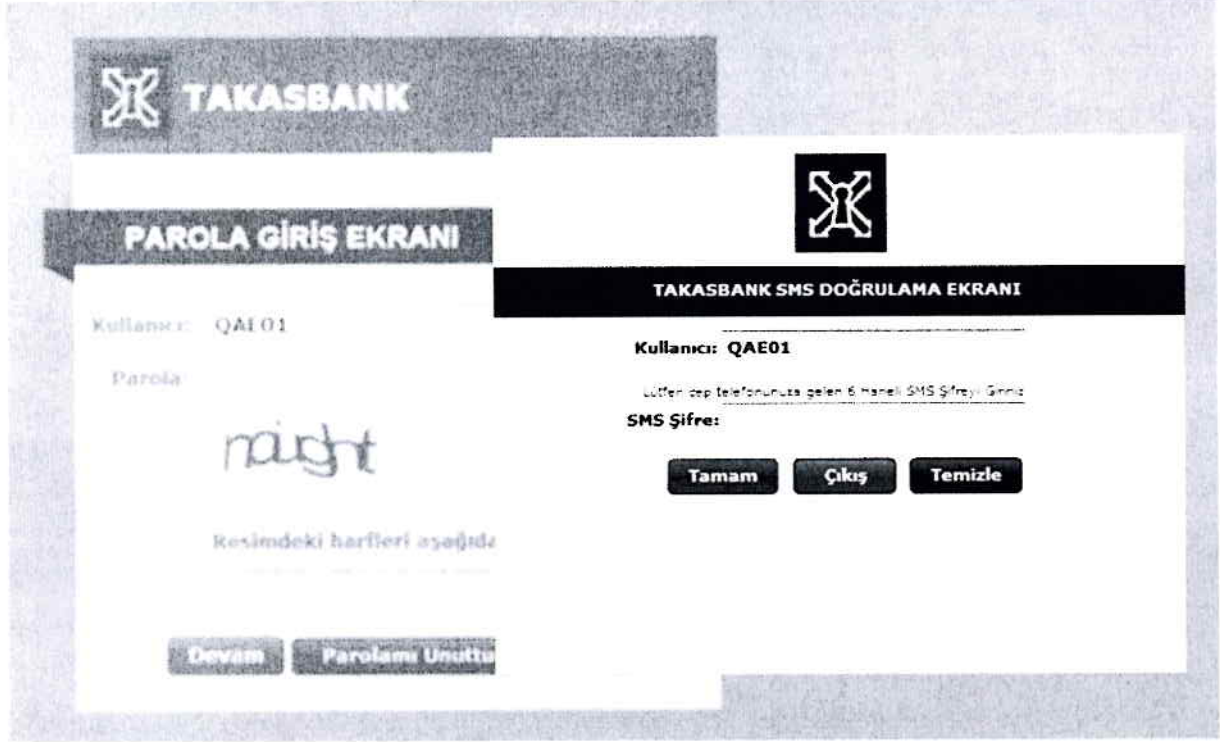 TAKASBANK
PAROLA GİRİŞ EKRANI
Kullanıcı: QAE01
Parola:
naught
Resimdeki harfleri aşağıda
Devam
Parolamı Unuttu
TAKASBANK SMS DOĞRULAMA EKRANI
Kullanıcı: QAE01
Lütfen cep telefonunuza gelen 6 Haneli SMS Şifreyi Giriniz
SMS Şifre:
Tamam Çıkış Temizle